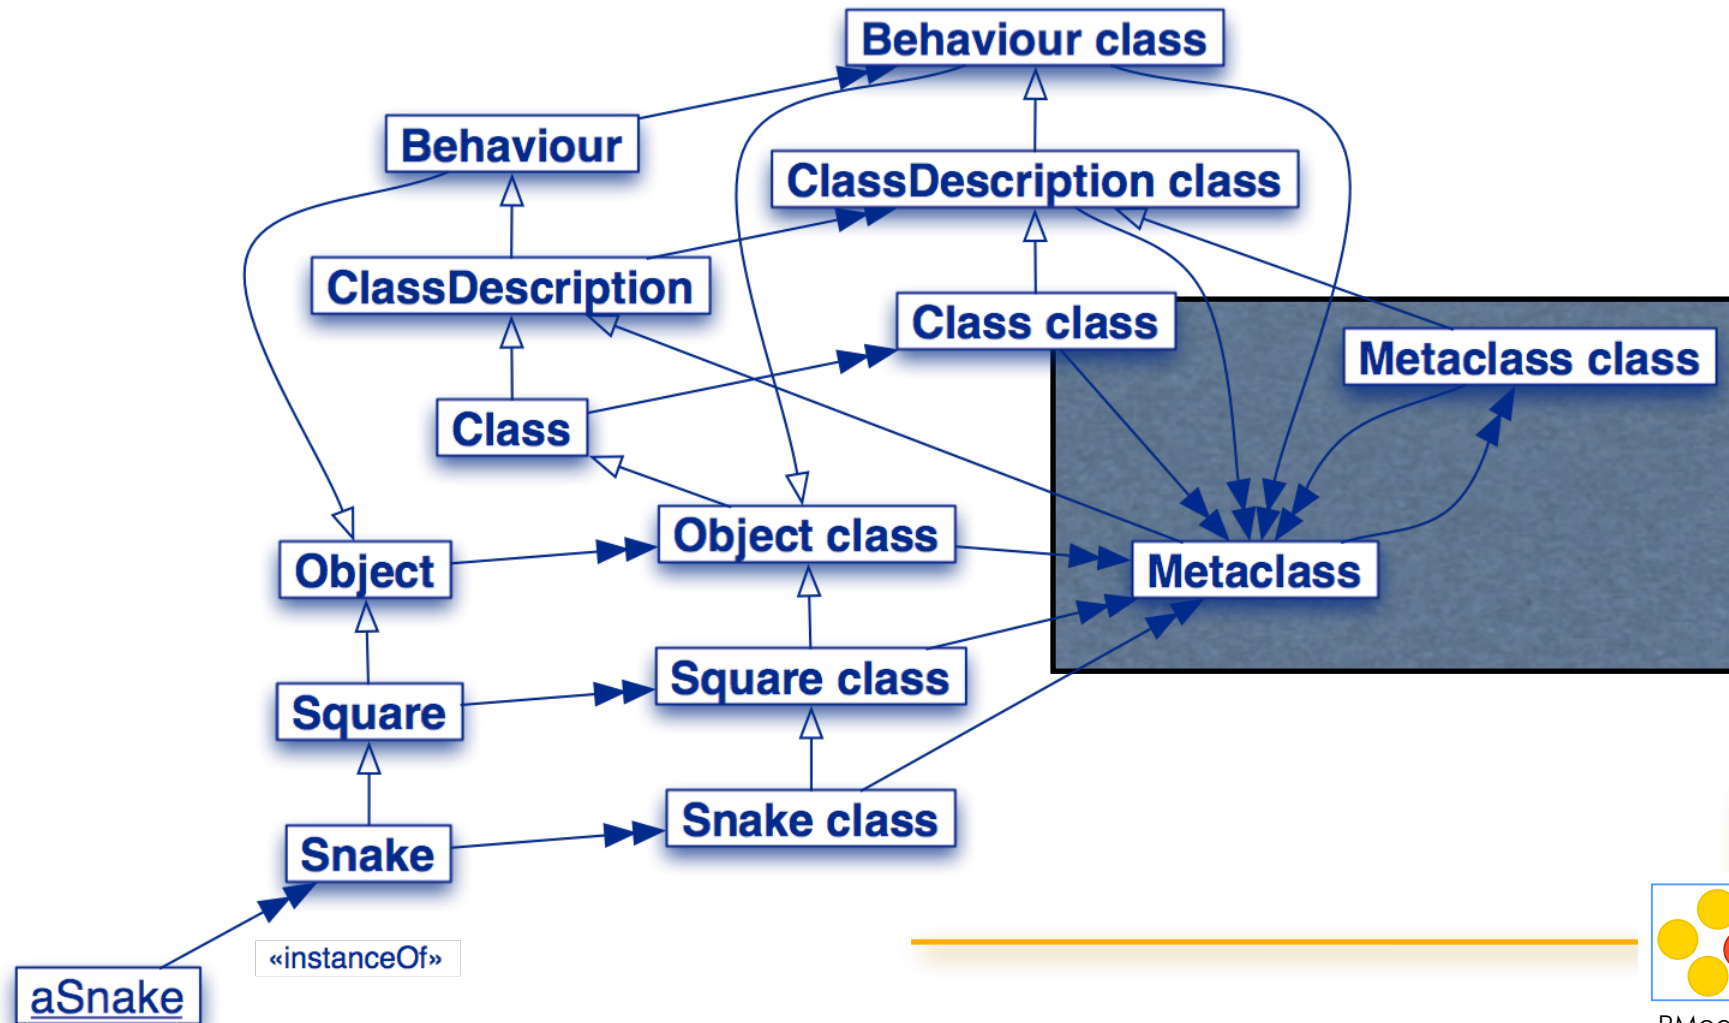 Behaviour class
Behaviour
ClassDescription class
ClassDescription
Class class
Metaclass class
Class
Object class
Object
Metaclass
Square class
Square
Snake class
Snake
«instanceOf»
aSnake